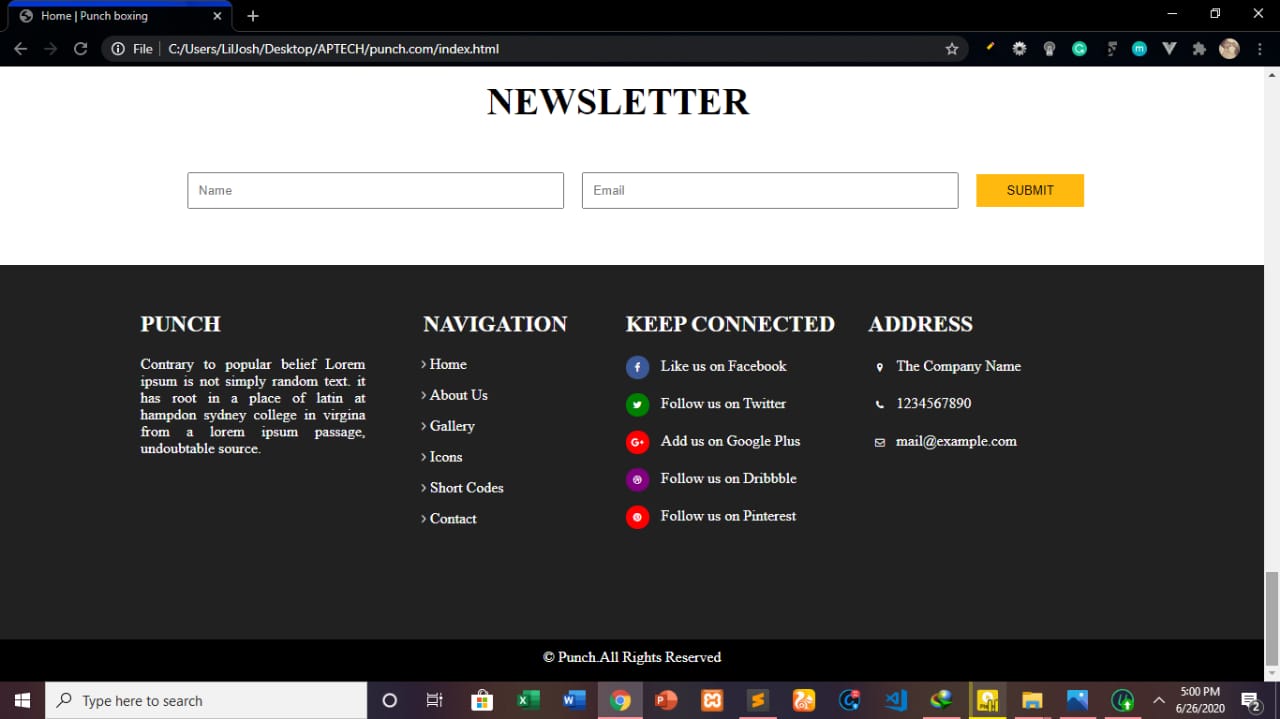 Home | Punch boxing
File
C:/Users/LilJosh/Desktop/APTECH/punch.com/index.html
NEWSLETTER
Name
Email
SUBMIT
PUNCH
Contrary to popular belief Lorem
ipsum is not simply random text. it
has root in a place of latin at
hampdon sydney college in virgina
from a lorem ipsum passage,
undoubtable source.
NAVIGATION
Home
About Us
Gallery
Icons
Short Codes
Contact
KEEP CONNECTED
Like us on Facebook
Follow us on Twitter
Add us on Google Plus
Follow us on Dribbble
Follow us on Pinterest
ADDRESS
The Company Name
1234567890
mail@example.com
© Punch.All Rights Reserved
Type here to search
5:00 PM
6/26/2020
2